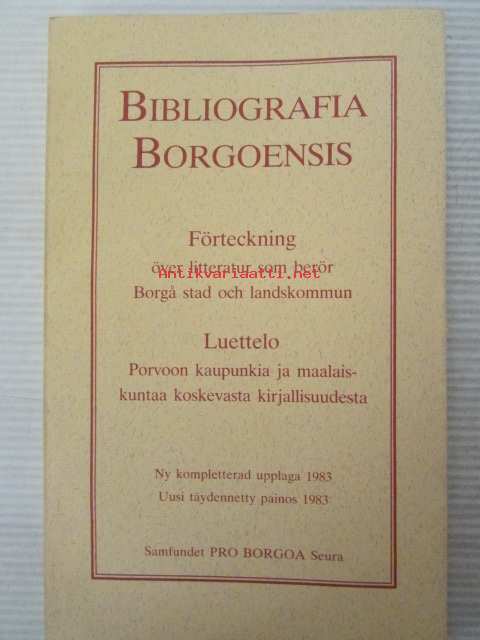 BIBLIOGRAFIA
BORGOENSIS
Förteckning
över litteratur som berör
Antikvariaatti.net
Borgå stad och landskommun
Luettelo
Porvoon kaupunkia ja maalais-
kuntaa koskevasta kirjallisuudesta
Ny kompletterad upplaga 1983
Uusi täydennetty painos 1983
Samfundet PRO BORGOA Seura